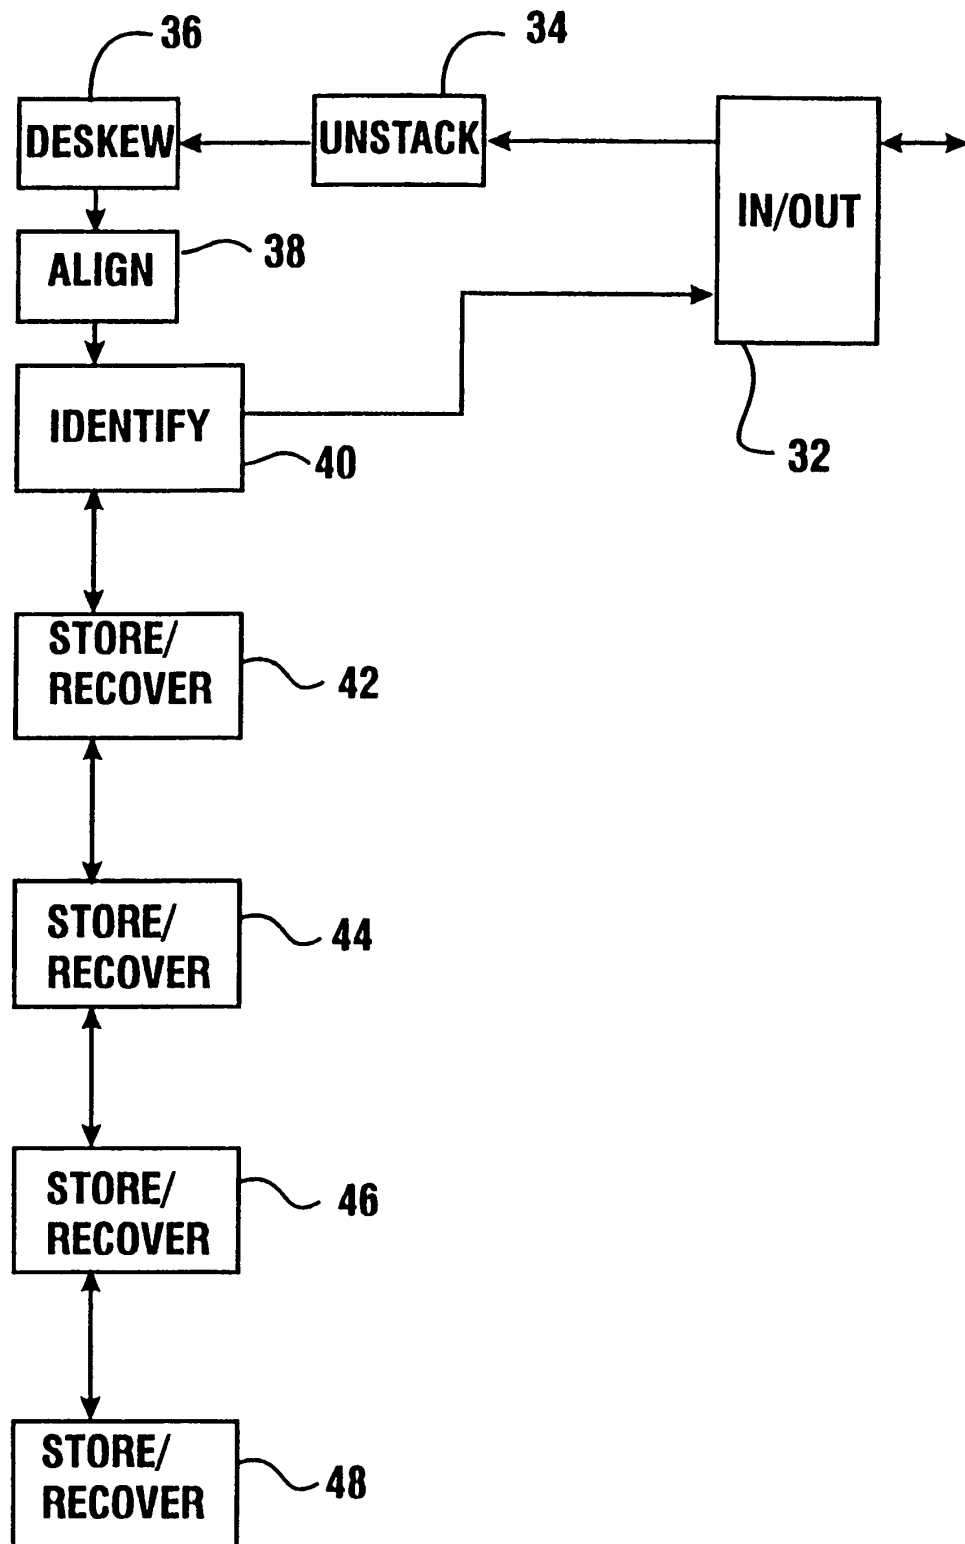 36
34
DESKEW
UNSTACK
IN/OUT
ALIGN
38
IDENTIFY
40
32
STORE/
RECOVER
42
STORE/
RECOVER
44
STORE/
RECOVER
46
STORE/
RECOVER
48